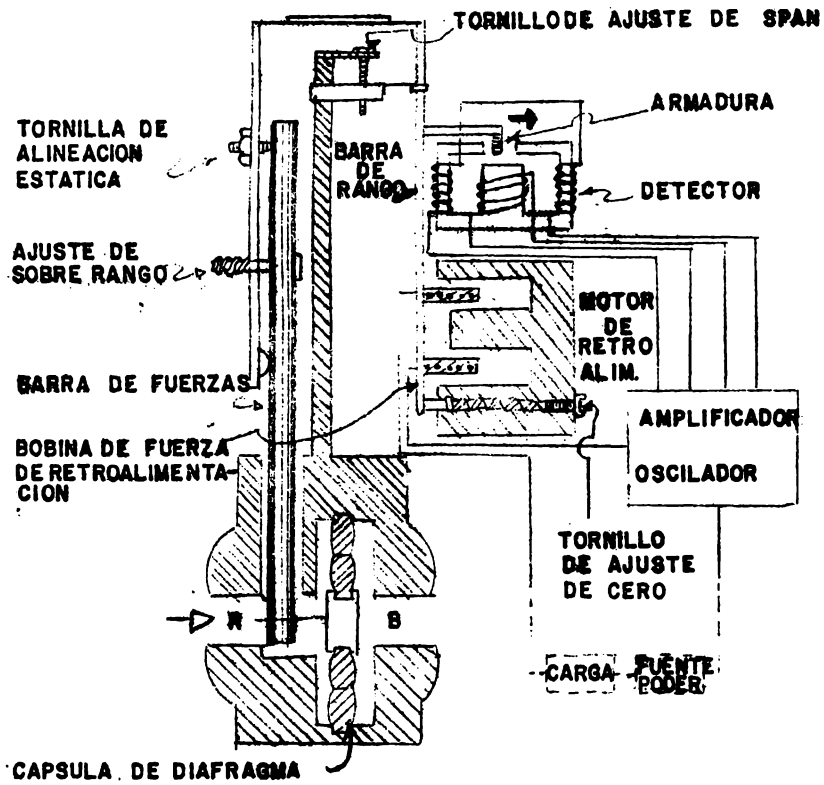 TORNILLO DE AJUSTE DE SPAN
ARMADURA
TORNILLA DE
ALINEACION
ESTATICA
BARRA
DE
RANGO
DETECTOR
AJUSTE DE
SOBRE RANGO
MOTOR
DE
RETRO
ALIM.
BARRA DE FUERZAS
AMPLIFICADOR
OSCILADOR
BOBINA DE FUERZA
DE RETROALIMENTA-
CION
TORNILLO
DE AJUSTE
DE CERO
B
CARGA
FUENTE
PODER
CAPSULA DE DIAFRAGMA